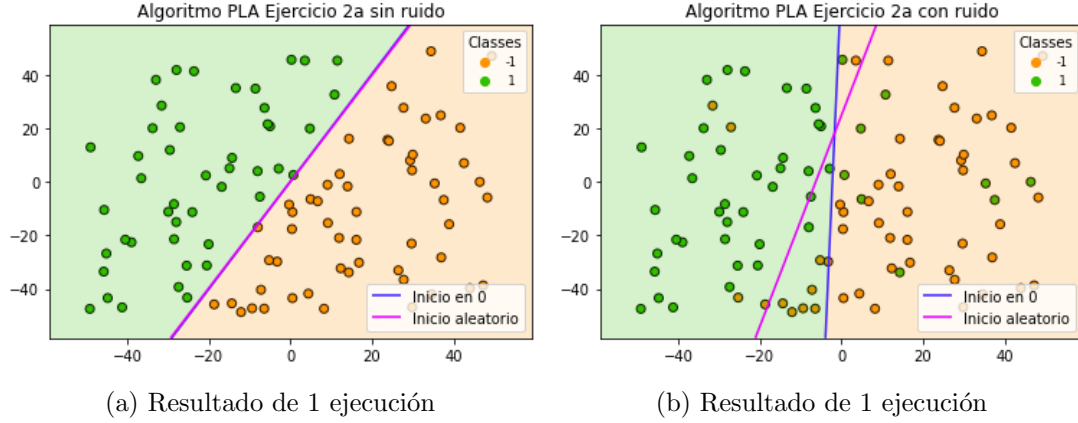 Algoritmo PLA Ejercicio 2a sin ruido
Classes
-1
1
40
20
0
−20
−40
Inicio en 0
Inicio aleatorio
−40
−20
0
20
40
(a) Resultado de 1 ejecución
Algoritmo PLA Ejercicio 2a con ruido
Classes
-1
1
40
20
0
−20
−40
Inicio en 0
Inicio aleatorio
−40
−20
0
20
40
(b) Resultado de 1 ejecución